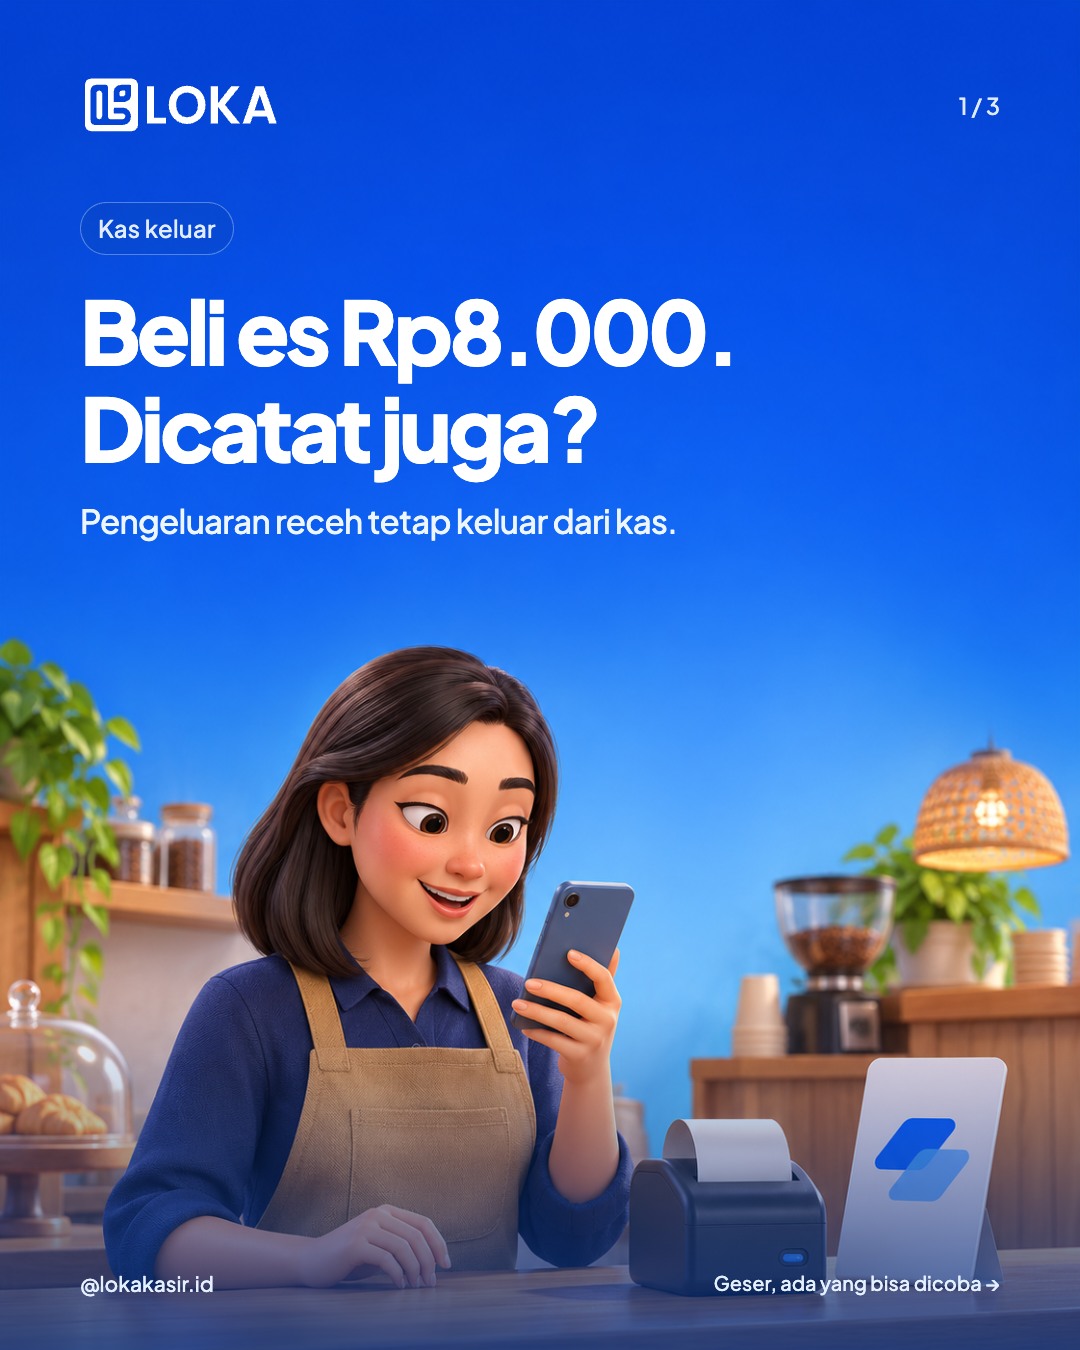 LOKA
1 / 3
Kas keluar
Beli es Rp8.000.
Dicatat juga?
Pengeluaran receh tetap keluar dari kas.
@lokakasir.id
Geser, ada yang bisa dicoba →